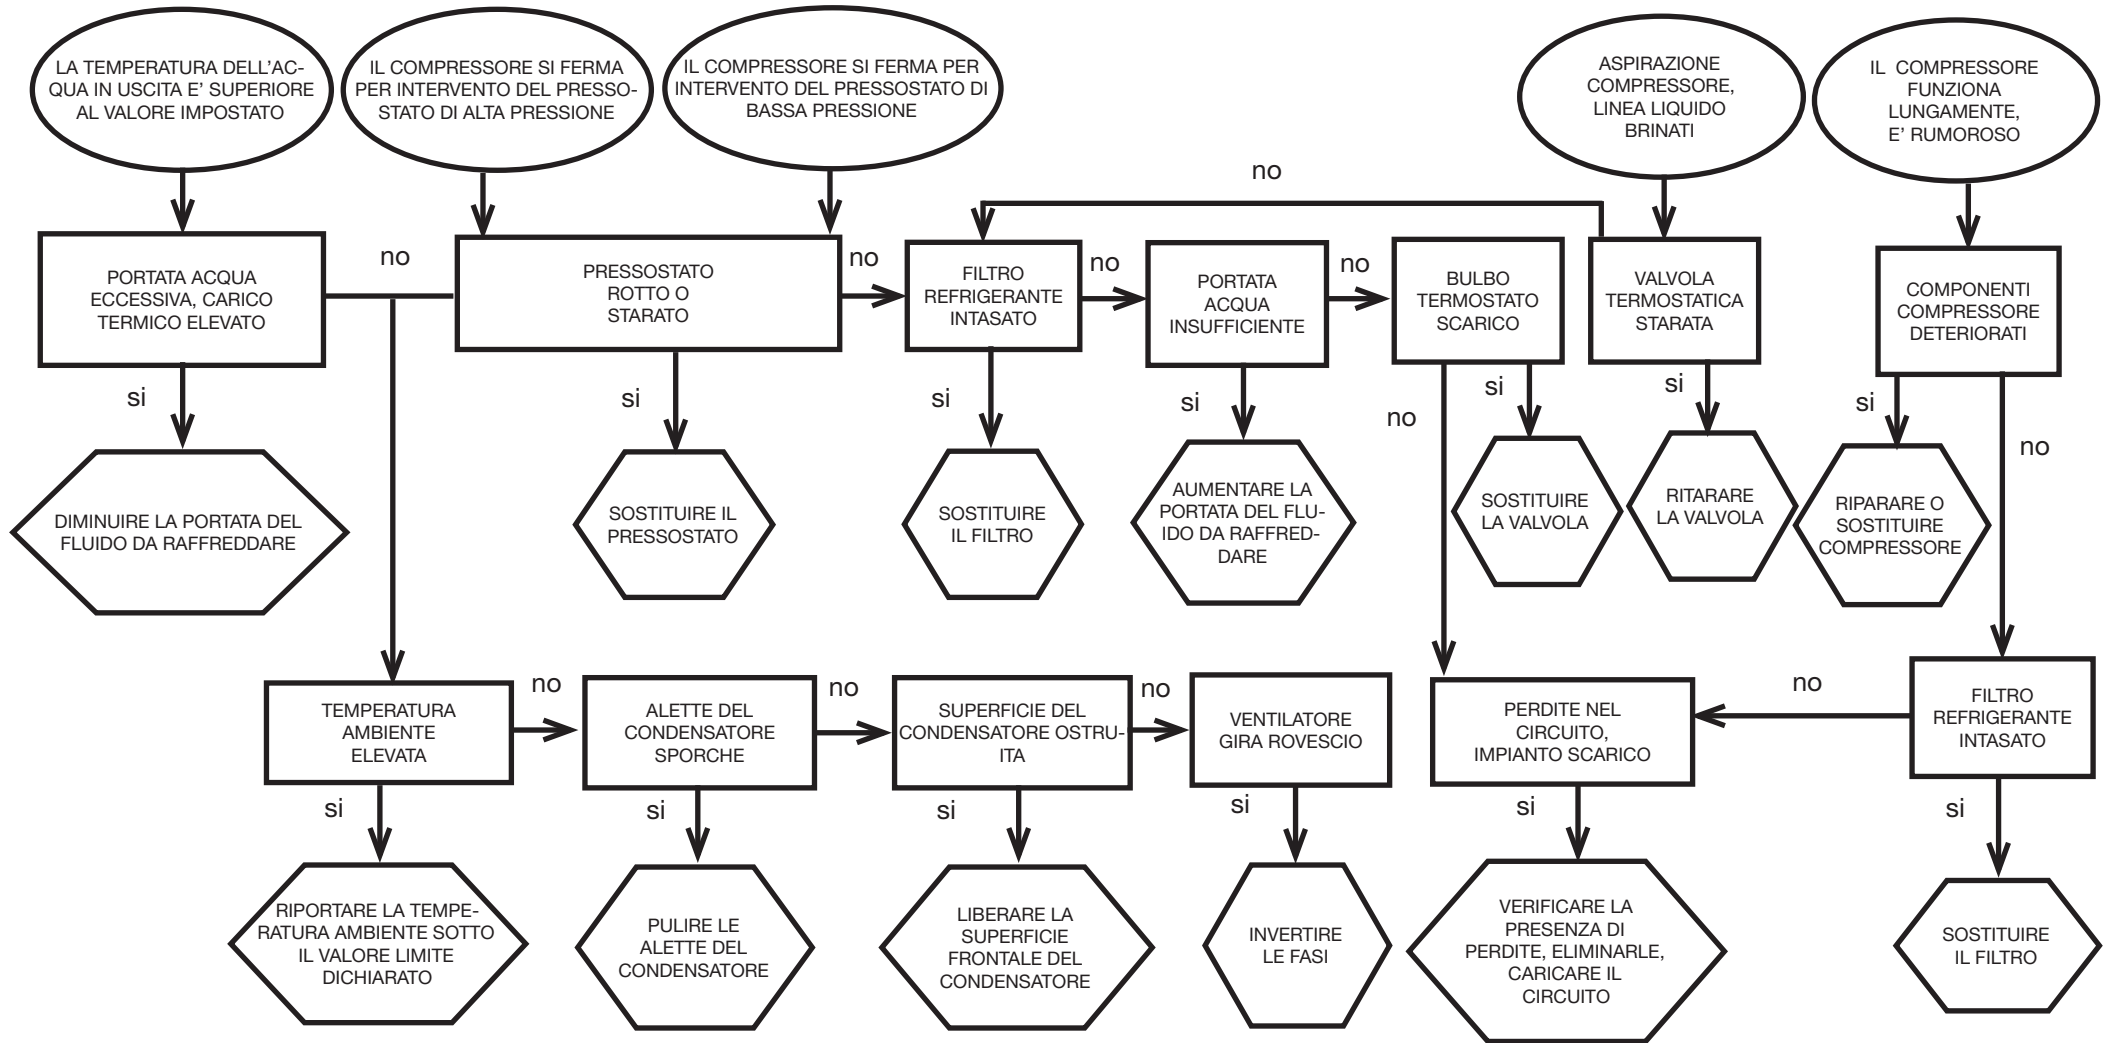 LA TEMPERATURA DELL'AC-
QUA IN USCITA E' SUPERIORE
AL VALORE IMPOSTATO
IL COMPRESSORE SI FERMA
PER INTERVENTO DEL PRESSO-
STATO DI ALTA PRESSIONE
IL COMPRESSORE SI FERMA PER
INTERVENTO DEL PRESSOSTATO DI
BASSA PRESSIONE
ASPIRAZIONE
COMPRESSORE,
LINEA LIQUIDO
BRINATI
IL COMPRESSORE
FUNZIONA
LUNGAMENTE,
E' RUMOROSO
no
PORTATA ACQUA
ECCESSIVA, CARICO
TERMICO ELEVATO
no
PRESSOSTATO
ROTTO O
STARATO
no
FILTRO
REFRIGERANTE
INTASATO
no
PORTATA
ACQUA
INSUFFICIENTE
no
BULBO
TERMOSTATO
SCARICO
VALVOLA
TERMOSTATICA
STARATA
COMPONENTI
COMPRESSORE
DETERIORATI
si
si
si
si
no
si
si
si
no
DIMINUIRE LA PORTATA DEL
FLUIDO DA RAFFREDDARE
SOSTITUIRE IL
PRESSOSTATO
SOSTITUIRE
IL FILTRO
AUMENTARE LA
PORTATA DEL FLU-
IDO DA RAFFRED-
DARE
SOSTITUIRE
LA VALVOLA
RITARARE
LA VALVOLA
RIPARARE O
SOSTITUIRE
COMPRESSORE
TEMPERATURA
AMBIENTE
ELEVATA
no
ALETTE DEL
CONDENSATORE
SPORCHE
no
SUPERFICIE DEL
CONDENSATORE OSTRU-
ITA
no
VENTILATORE
GIRA ROVESCIO
PERDITE NEL
CIRCUITO,
IMPIANTO SCARICO
no
FILTRO
REFRIGERANTE
INTASATO
si
si
si
si
si
si
RIPORTARE LA TEMPE-
RATURA AMBIENTE SOTTO
IL VALORE LIMITE
DICHIARATO
PULIRE LE
ALETTE DEL
CONDENSATORE
LIBERARE LA
SUPERFICIE
FRONTALE DEL
CONDENSATORE
INVERTIRE
LE FASI
VERIFICARE LA
PRESENZA DI
PERDITE, ELIMINARLE,
CARICARE IL
CIRCUITO
SOSTITUIRE
IL FILTRO